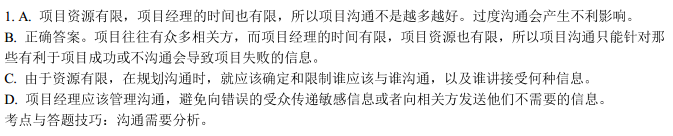 1. A. 项目资源有限，项目经理的时间也有限，所以项目沟通不是越多越好。过度沟通会产生不利影响。
B. 正确答案。项目往往有众多相关方，而项目经理的时间有限，项目资源也有限，所以项目沟通只能针对那
些有利于项目成功或不沟通会导致项目失败的信息。
C. 由于资源有限，在规划沟通时，就应该确定和限制谁应该与谁沟通，以及谁讲接受何种信息。
D. 项目经理应该管理沟通，避免向错误的受众传递敏感信息或者向相关方发送他们不需要的信息。
考点与答题技巧：沟通需要分析。